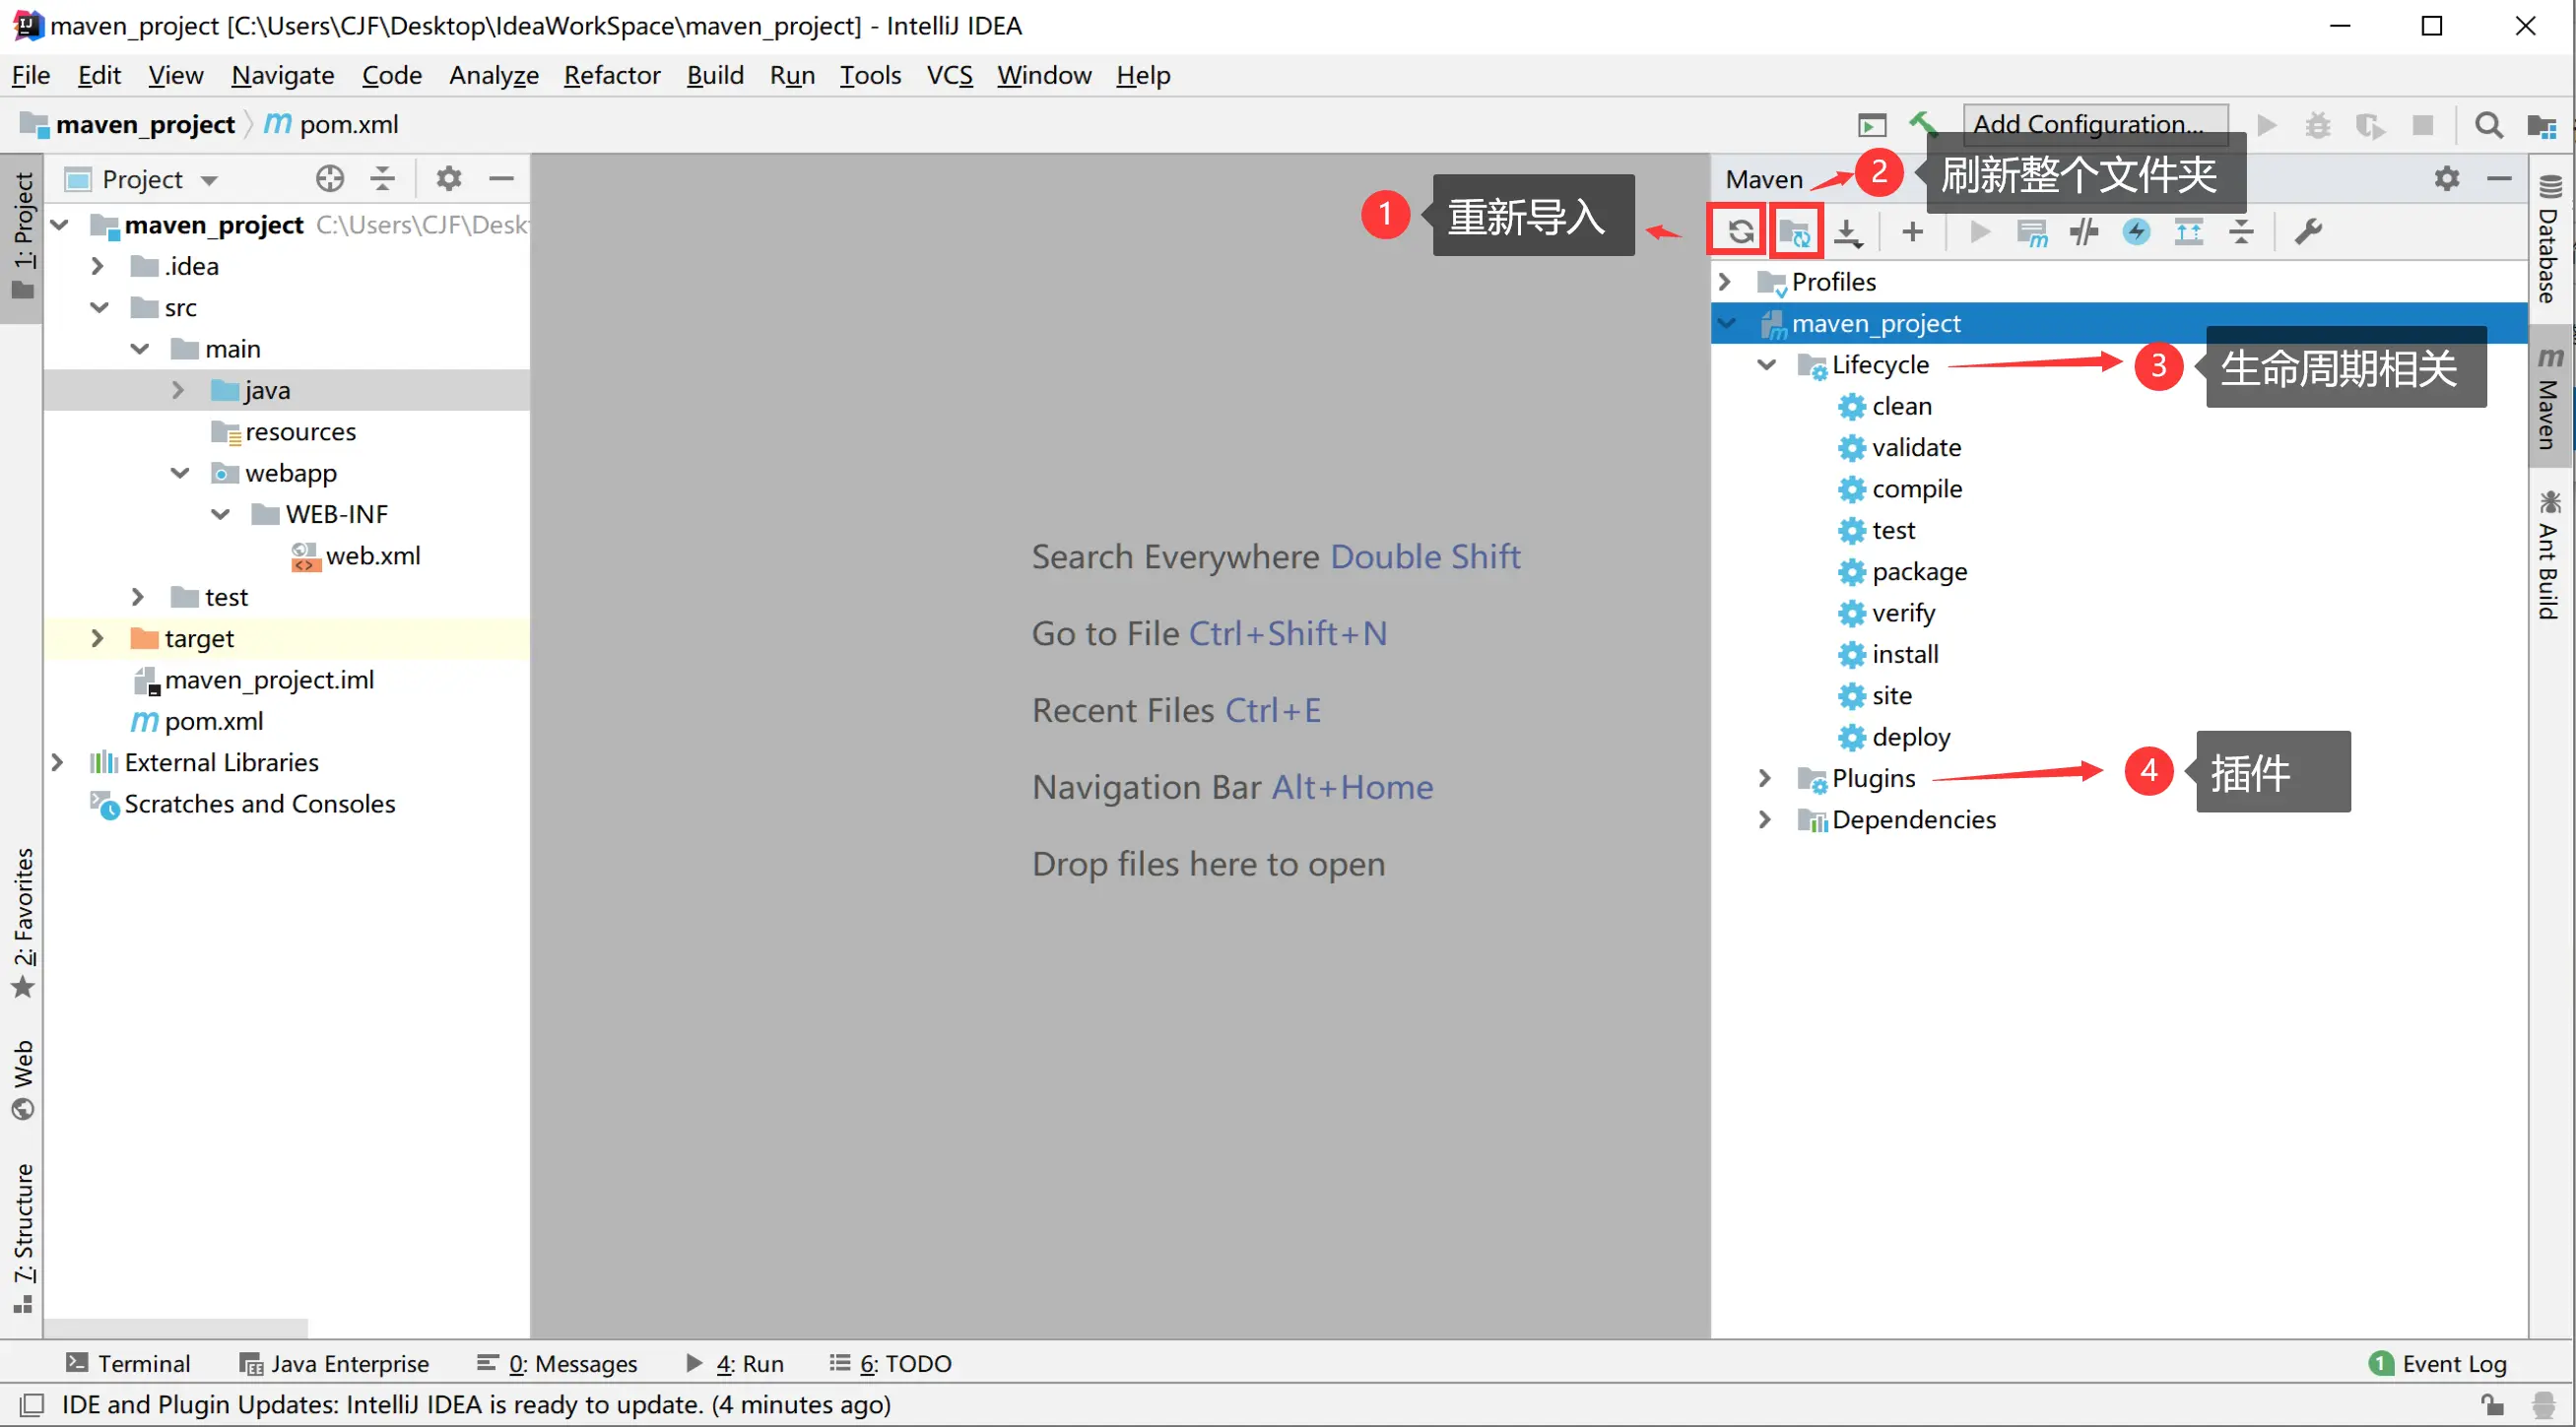 maven_project [C:\Users\CJF\Desktop\IdeaWorkSpace\maven_project] - IntelliJ IDEA
File Edit View Navigate Code Analyze Refactor Build Run Tools VCS Window Help
maven_project pom.xml
Add Configuration...
1: Project
2: Favorites
Web
7: Structure
Project
maven_project C:\Users\CJF\Desk
.idea
src
main
java
resources
webapp
WEB-INF
web.xml
test
target
maven_project.iml
pom.xml
External Libraries
Scratches and Consoles
1 重新导入
Search Everywhere Double Shift
Go to File Ctrl+Shift+N
Recent Files Ctrl+E
Navigation Bar Alt+Home
Drop files here to open
Maven
2 刷新整个文件夹
Profiles
maven_project
Lifecycle
3 生命周期相关
clean
validate
compile
test
package
verify
install
site
deploy
Plugins
4 插件
Dependencies
Database
Maven
Ant Build
Terminal Java Enterprise 0: Messages 4: Run 6: TODO
1 Event Log
IDE and Plugin Updates: IntelliJ IDEA is ready to update. (4 minutes ago)